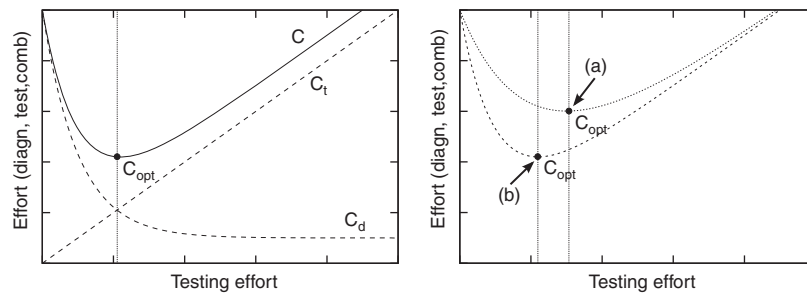 Effort (diagn, test,comb)
C
Ct
Copt
Cd
Testing effort
Effort (diagn, test,comb)
(a)
Copt
Copt
(b)
Testing effort